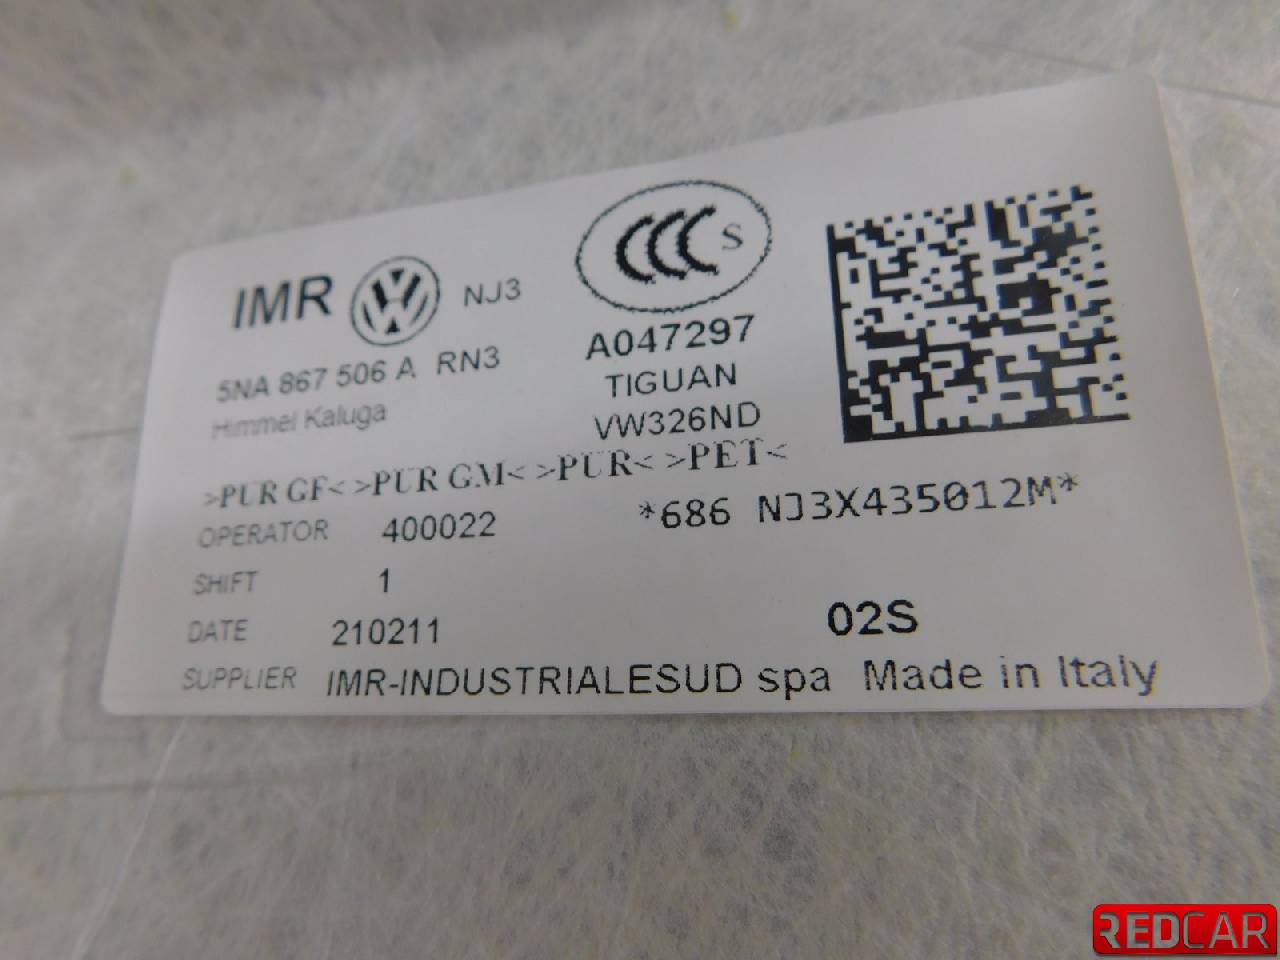 IMR NJ3
5NA 867 506 A RN3
Himmel Kaluga
CCC S
A047297
TIGUAN
VW326ND
>PUR GF< >PUR GM< >PUR< >PET<
OPERATOR 400022
*686 NJ3X435012M*
SHIFT 1
DATE 210211
02S
SUPPLIER IMR-INDUSTRIALESUD spa Made in Italy
REDCAR